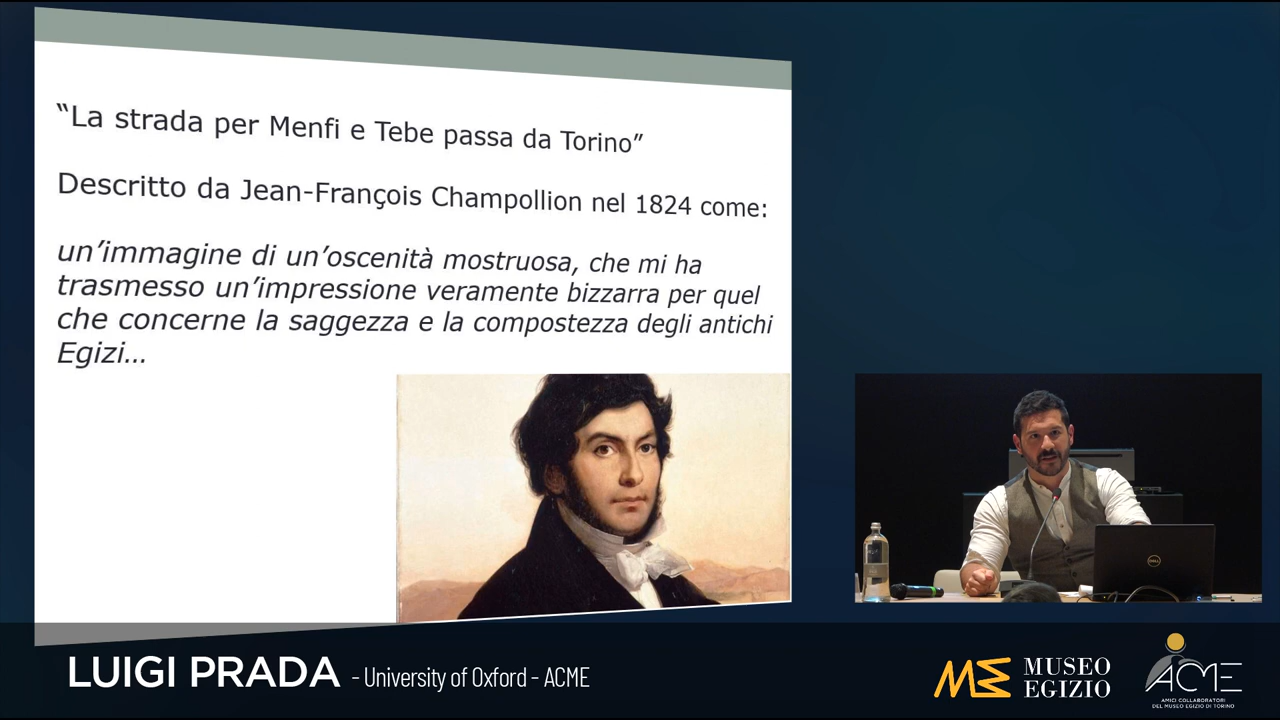 “La strada per Menfi e Tebe passa da Torino”
Descritto da Jean-François Champollion nel 1824 come:
un’immagine di un’oscenità mostruosa, che mi ha
trasmesso un’impressione veramente bizzarra per quel
che concerne la saggezza e la compostezza degli antichi
Egizi…
DELL
LUIGI PRADA - University of Oxford - ACME
ME MUSEO
EGIZIO
ACME
AMICI COLLABORATORI
DEL MUSEO EGIZIO DI TORINO